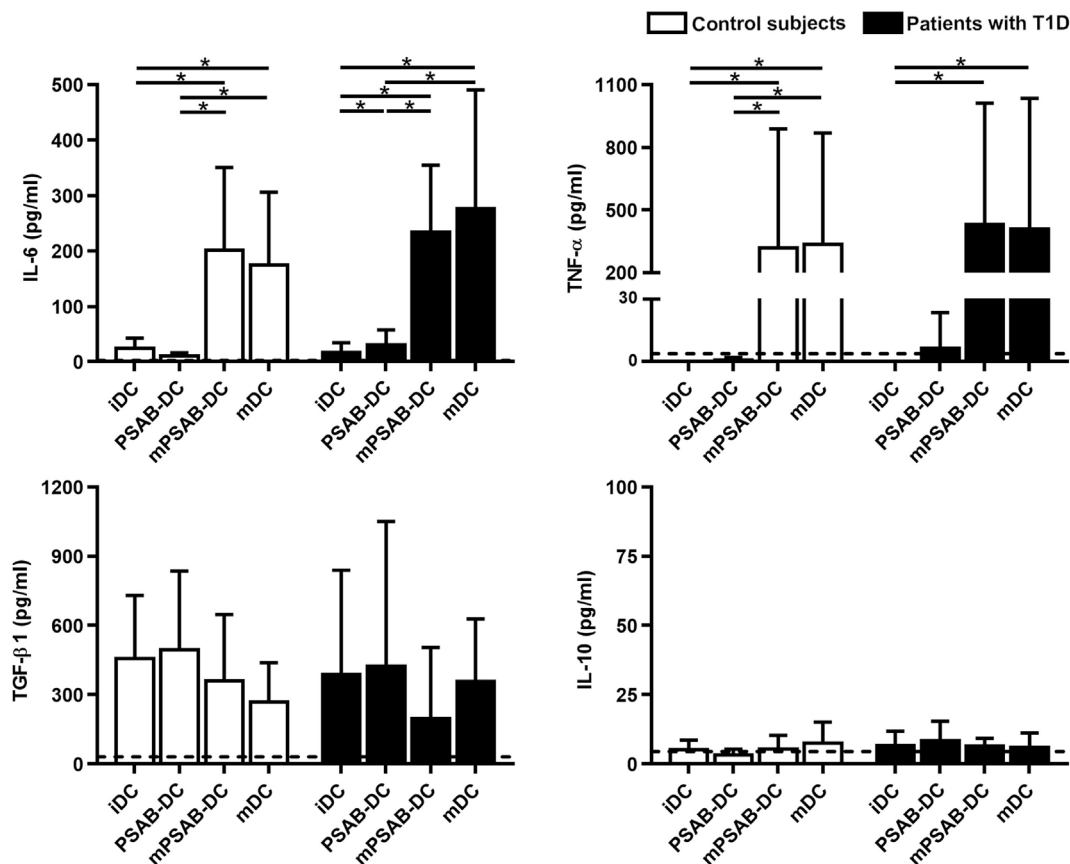 Control subjects Patients with T1D
* * * *
* * * *
* * * *
* * *
IL-6 (pg/ml)
500
400
300
200
100
0
iDC PSAB-DC mPSAB-DC mDC iDC PSAB-DC mPSAB-DC mDC
TNF-α (pg/ml)
1100
800
500
200
30
0
iDC PSAB-DC mPSAB-DC mDC iDC PSAB-DC mPSAB-DC mDC
TGF-β1 (pg/ml)
1200
900
600
300
0
iDC PSAB-DC mPSAB-DC mDC iDC PSAB-DC mPSAB-DC mDC
IL-10 (pg/ml)
100
75
50
25
0
iDC PSAB-DC mPSAB-DC mDC iDC PSAB-DC mPSAB-DC mDC